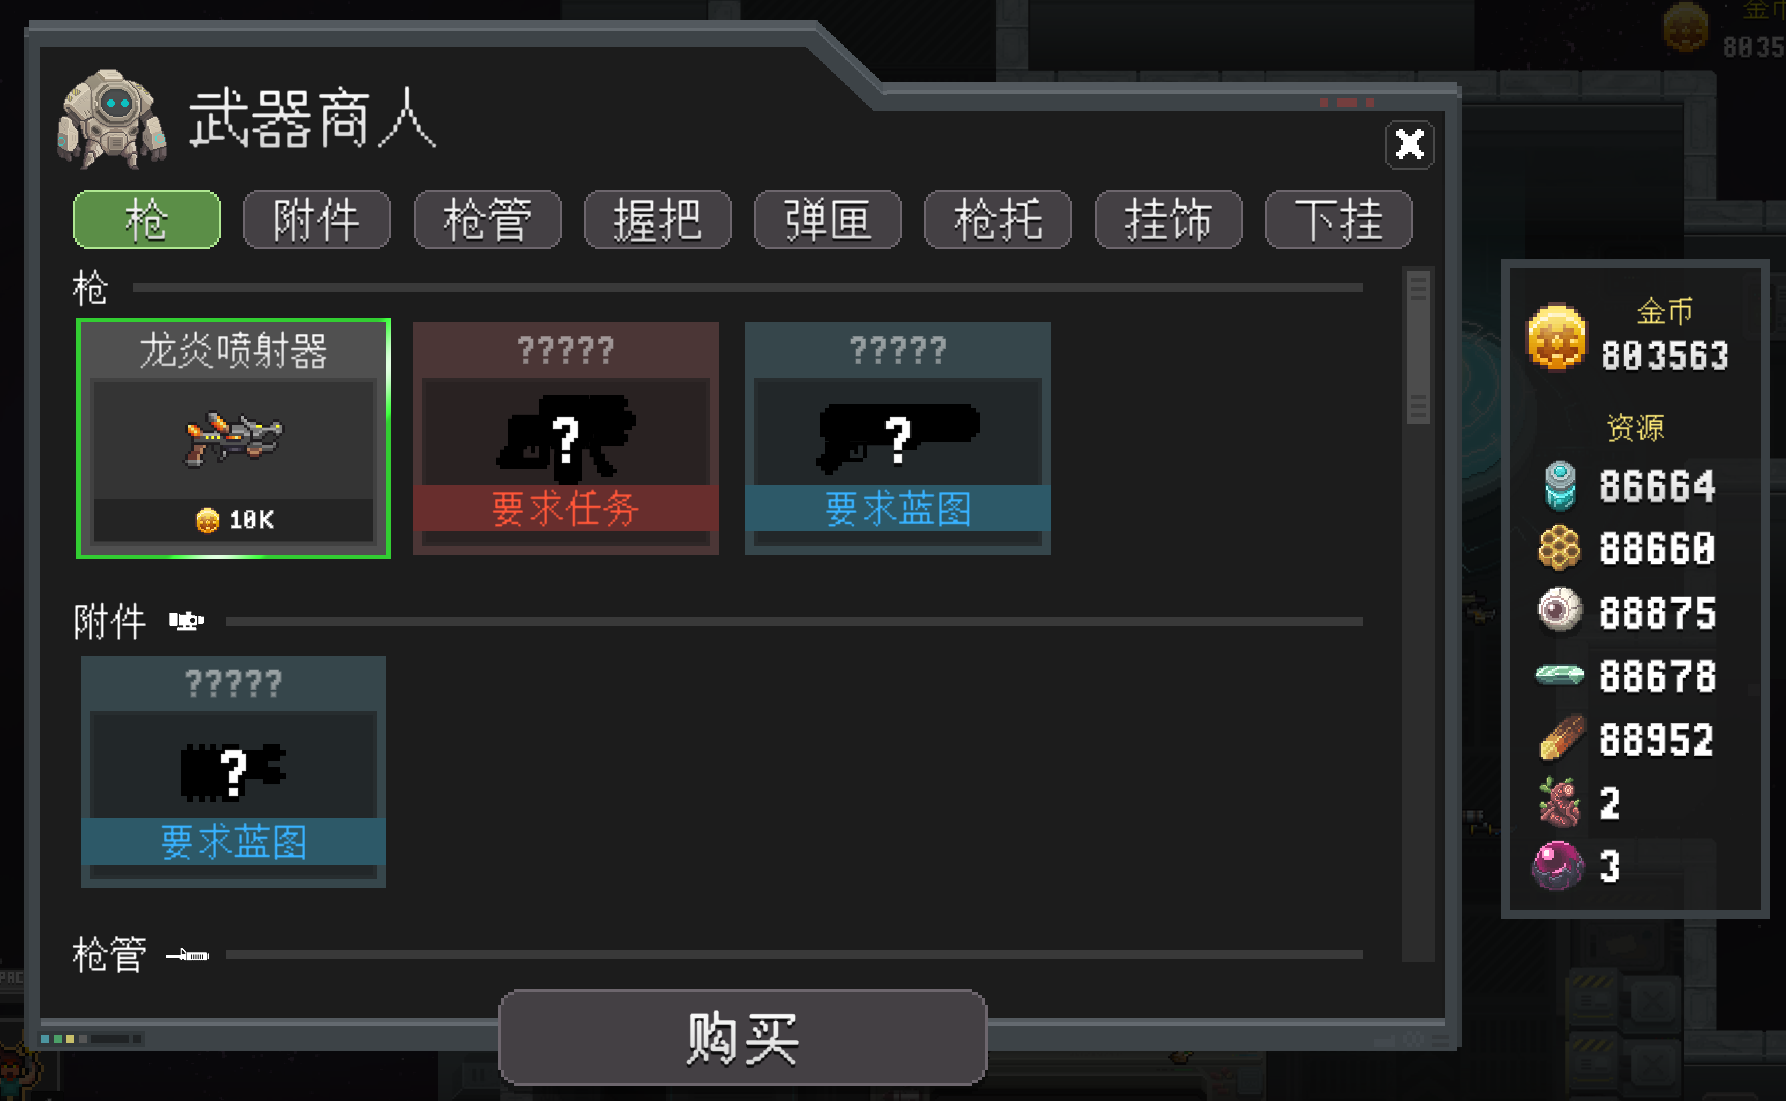 金币
8035
武器商人
枪 附件 枪管 握把 弹匣 枪托 挂饰 下挂
枪
龙炎喷射器 ????? ?????
? ?
10K 要求任务 要求蓝图
附件
?????
?
要求蓝图
枪管
购买
金币
803563
资源
86664
88660
88875
88678
88952
2
3